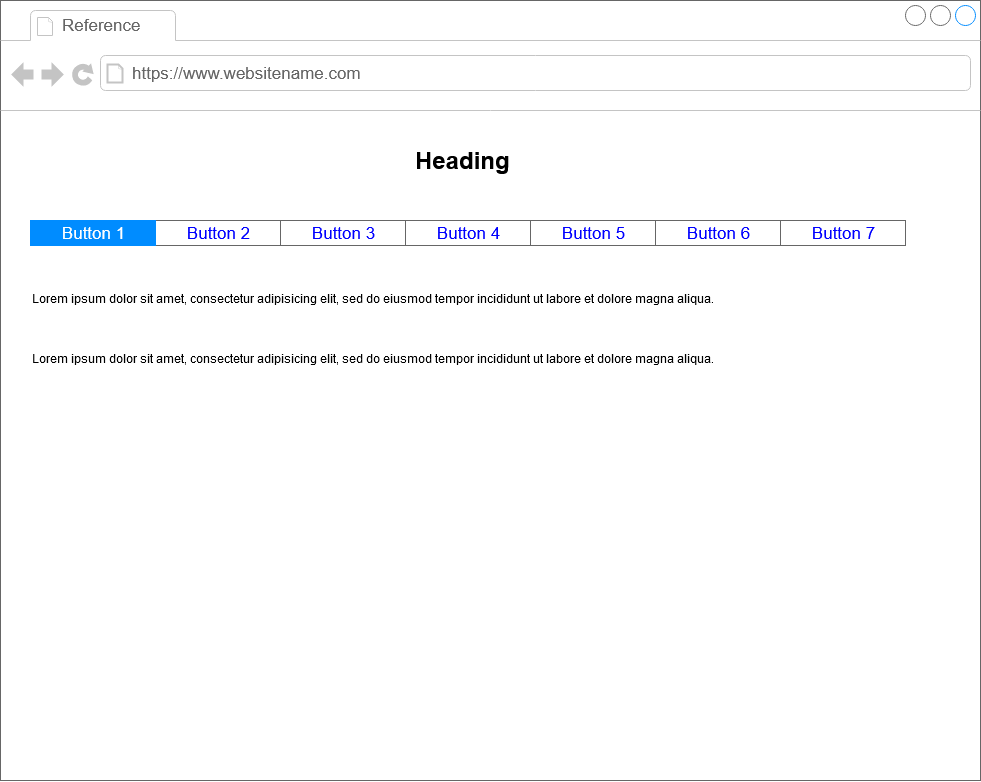 Reference
https://www.websitename.com
Heading
Button 1 Button 2 Button 3 Button 4 Button 5 Button 6 Button 7
Lorem ipsum dolor sit amet, consectetur adipisicing elit, sed do eiusmod tempor incididunt ut labore et dolore magna aliqua.
Lorem ipsum dolor sit amet, consectetur adipisicing elit, sed do eiusmod tempor incididunt ut labore et dolore magna aliqua.